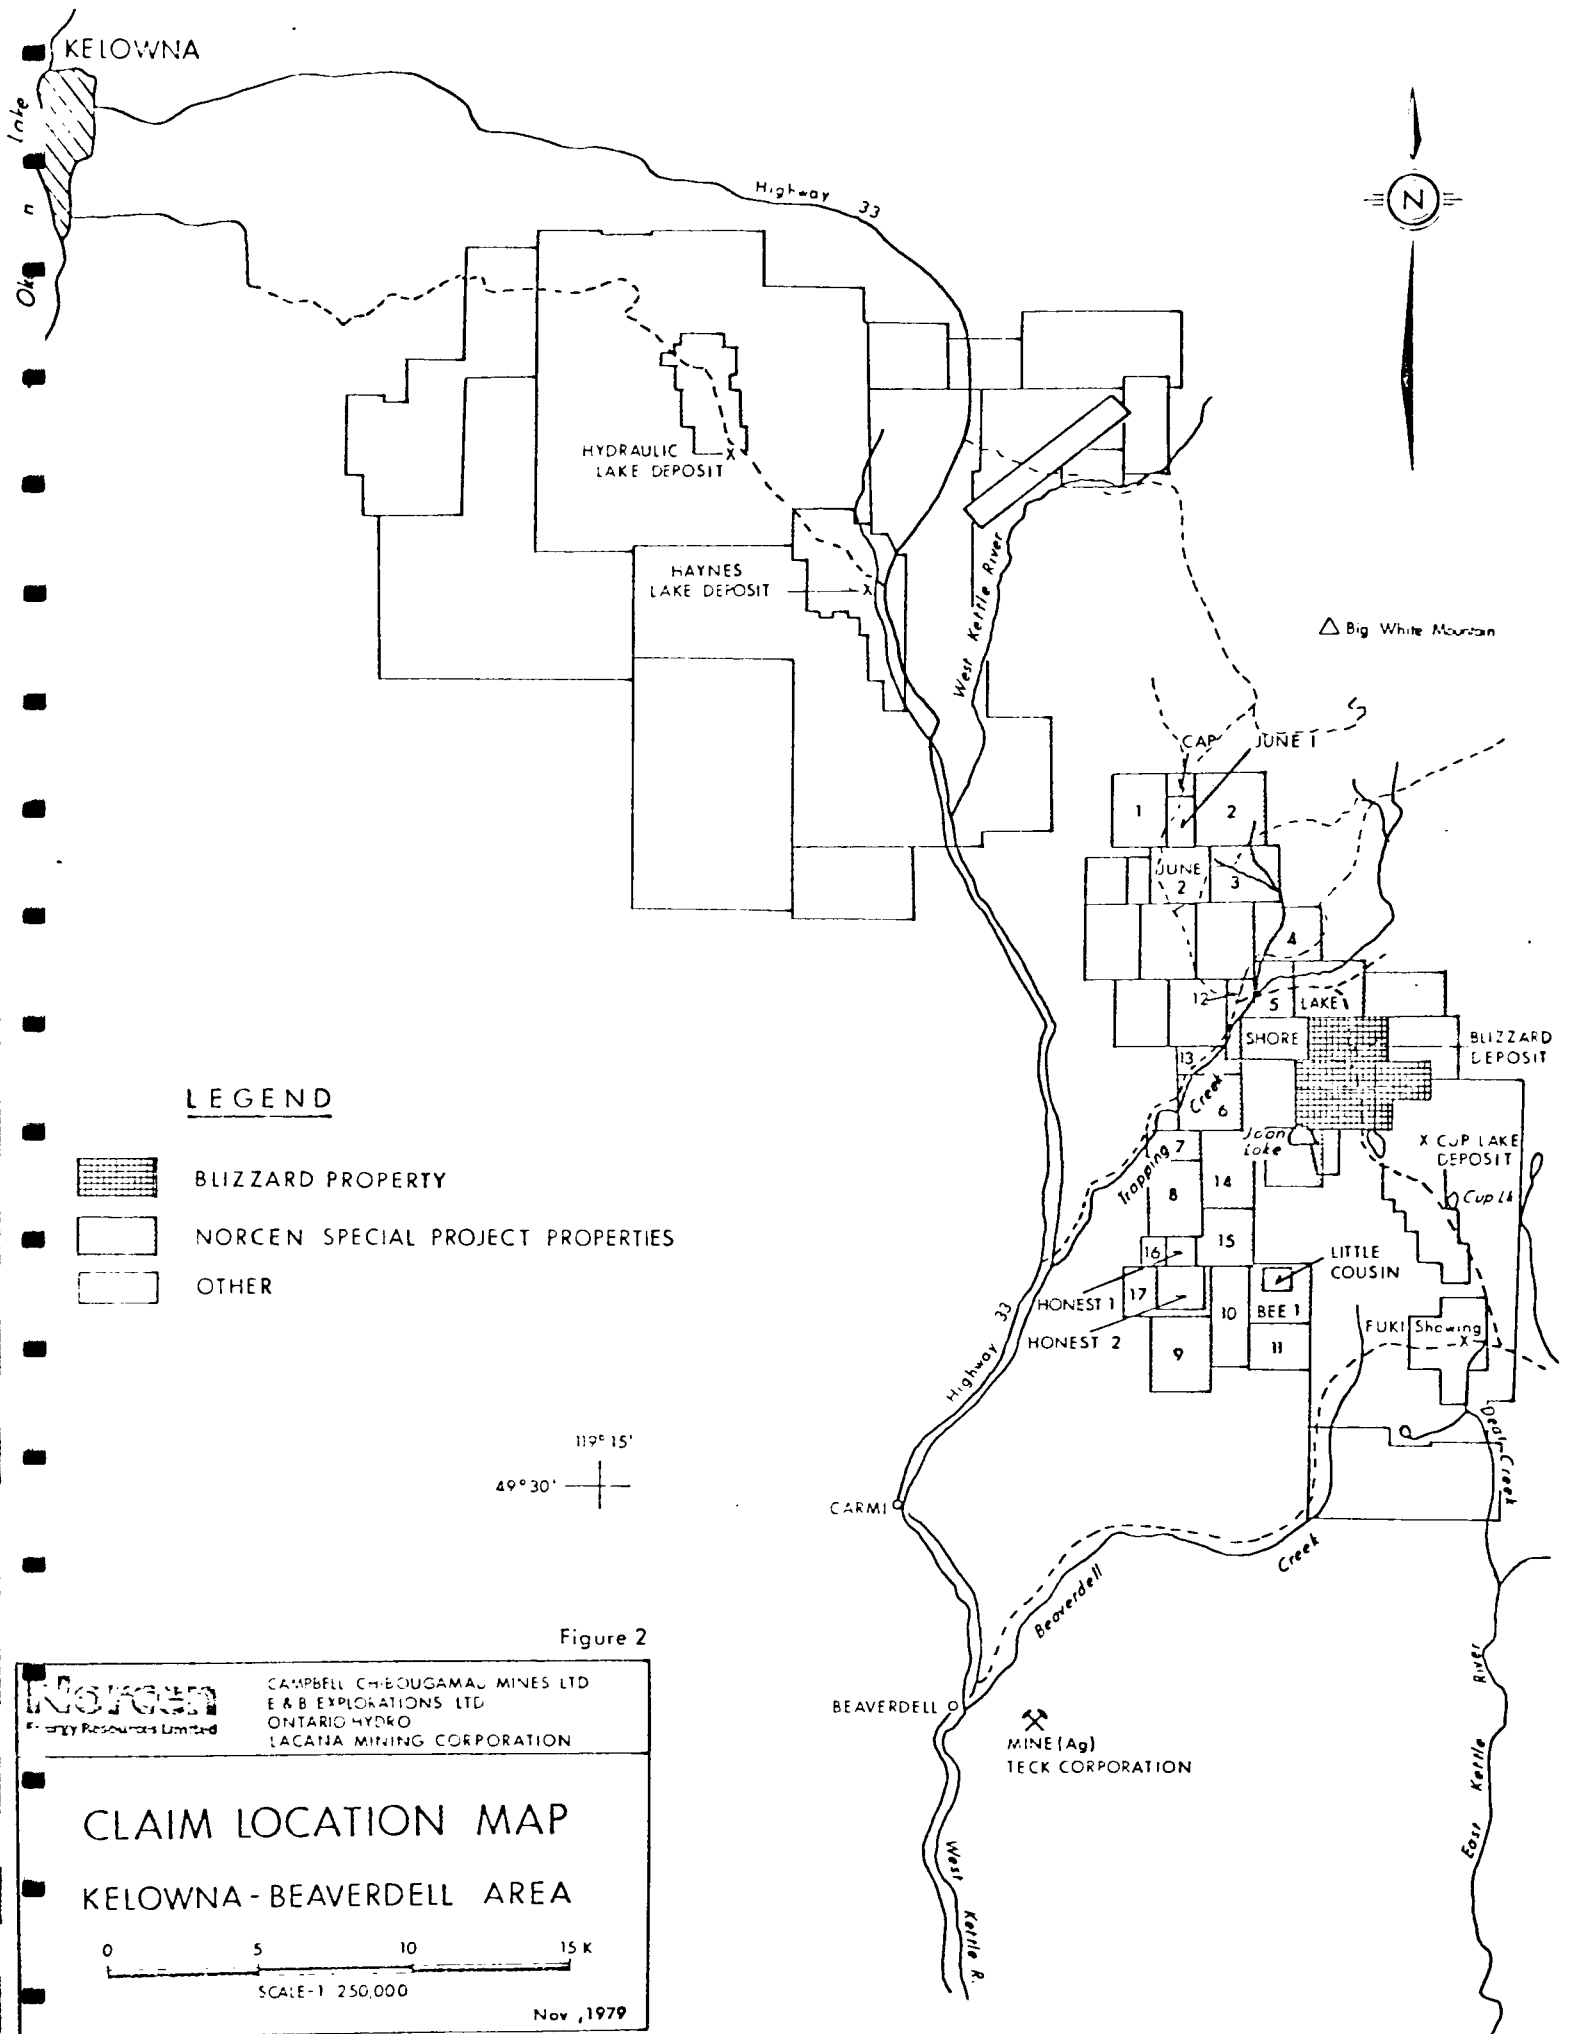 KELOWNA
Lake
n
Highway 33
N
HYDRAULIC
LAKE DEPOSIT
X
HAYNES
LAKE DEPOSIT
X
West Kettle River
Big White Mountain
CAP
JUNE 1
1
2
JUNE
2
3
4
12
5
LAKE
SHORE
BLIZZARD
DEPOSIT
13
Creek
6
LEGEND
Trapping
7
Lake
X CUP LAKE
DEPOSIT
BLIZZARD PROPERTY
8
14
Cup Lk
NORCEN SPECIAL PROJECT PROPERTIES
15
16
LITTLE
COUSIN
OTHER
17
HONEST 1
10
BEE 1
Highway 33
HONEST 2
FUKI Showing
X
9
11
119° 15'
49° 30'
CARMI
Creek
Creek
Beaverdell
Figure 2
Norcen
Energy Resources Limited
CAMPBELL CHIBOUGAMAU MINES LTD
E & B EXPLORATIONS LTD
ONTARIO HYDRO
LACANA MINING CORPORATION
BEAVERDELL
MINE (Ag)
TECK CORPORATION
East Kettle River
CLAIM LOCATION MAP
KELOWNA - BEAVERDELL AREA
West Kettle R.
0 5 10 15 K
SCALE - 1 250,000
Nov , 1979